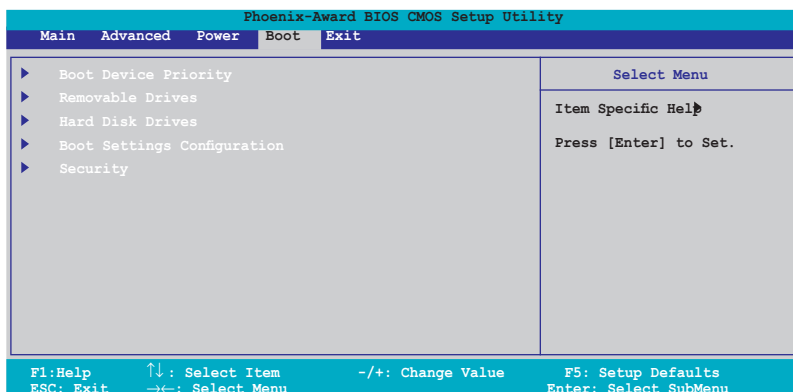 Phoenix-Award BIOS CMOS Setup Utility
Main Advanced Power Boot Exit
Boot Device Priority
Removable Drives
Hard Disk Drives
Boot Settings Configuration
Security
Select Menu
Item Specific Help
Press [Enter] to Set.
F1:Help ↑↓: Select Item -/+: Change Value F5: Setup Defaults
ESC: Exit →←: Select Menu Enter: Select SubMenu